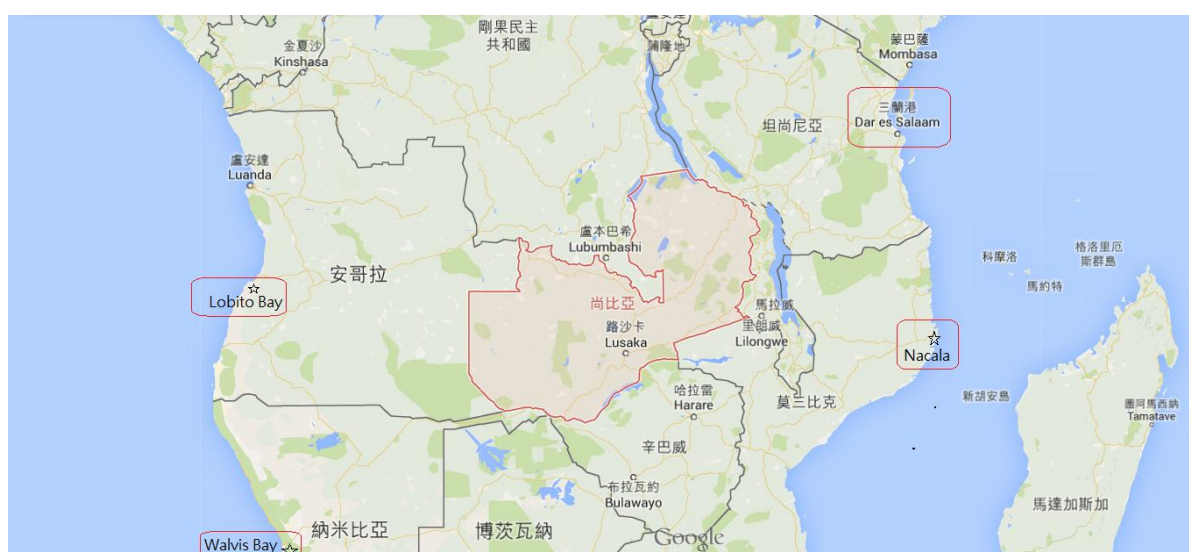 剛果民主
共和國
金夏沙
Kinshasa
蒲隆地
蒙巴薩
Mombasa
三蘭港
Dar es Salaam
坦尚尼亞
盧安達
Luanda
盧本巴希
Lubumbashi
安哥拉
科摩洛
格洛里厄
斯群島
馬約特
Lobito Bay
尚比亞
馬拉威
路沙卡
Lusaka
里朗威
Lilongwe
Nacala
哈拉雷
Harare
莫三比克
新胡安島
圖阿馬西納
Tamatave
辛巴威
布拉瓦約
Bulawayo
馬達加斯加
納米比亞
博茨瓦納
Google
Walvis Bay